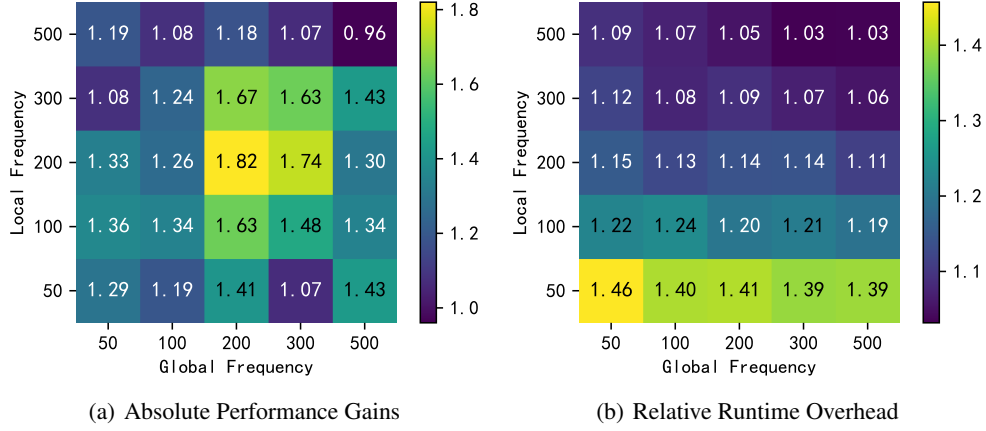 500 1.19 1.08 1.18 1.07 0.96
300 1.08 1.24 1.67 1.63 1.43
200 1.33 1.26 1.82 1.74 1.30
100 1.36 1.34 1.63 1.48 1.34
50 1.29 1.19 1.41 1.07 1.43
50 100 200 300 500
Local Frequency
Global Frequency
1.8
1.6
1.4
1.2
1.0
(a) Absolute Performance Gains
500 1.09 1.07 1.05 1.03 1.03
300 1.12 1.08 1.09 1.07 1.06
200 1.15 1.13 1.14 1.14 1.11
100 1.22 1.24 1.20 1.21 1.19
50 1.46 1.40 1.41 1.39 1.39
50 100 200 300 500
Local Frequency
Global Frequency
1.4
1.3
1.2
1.1
(b) Relative Runtime Overhead